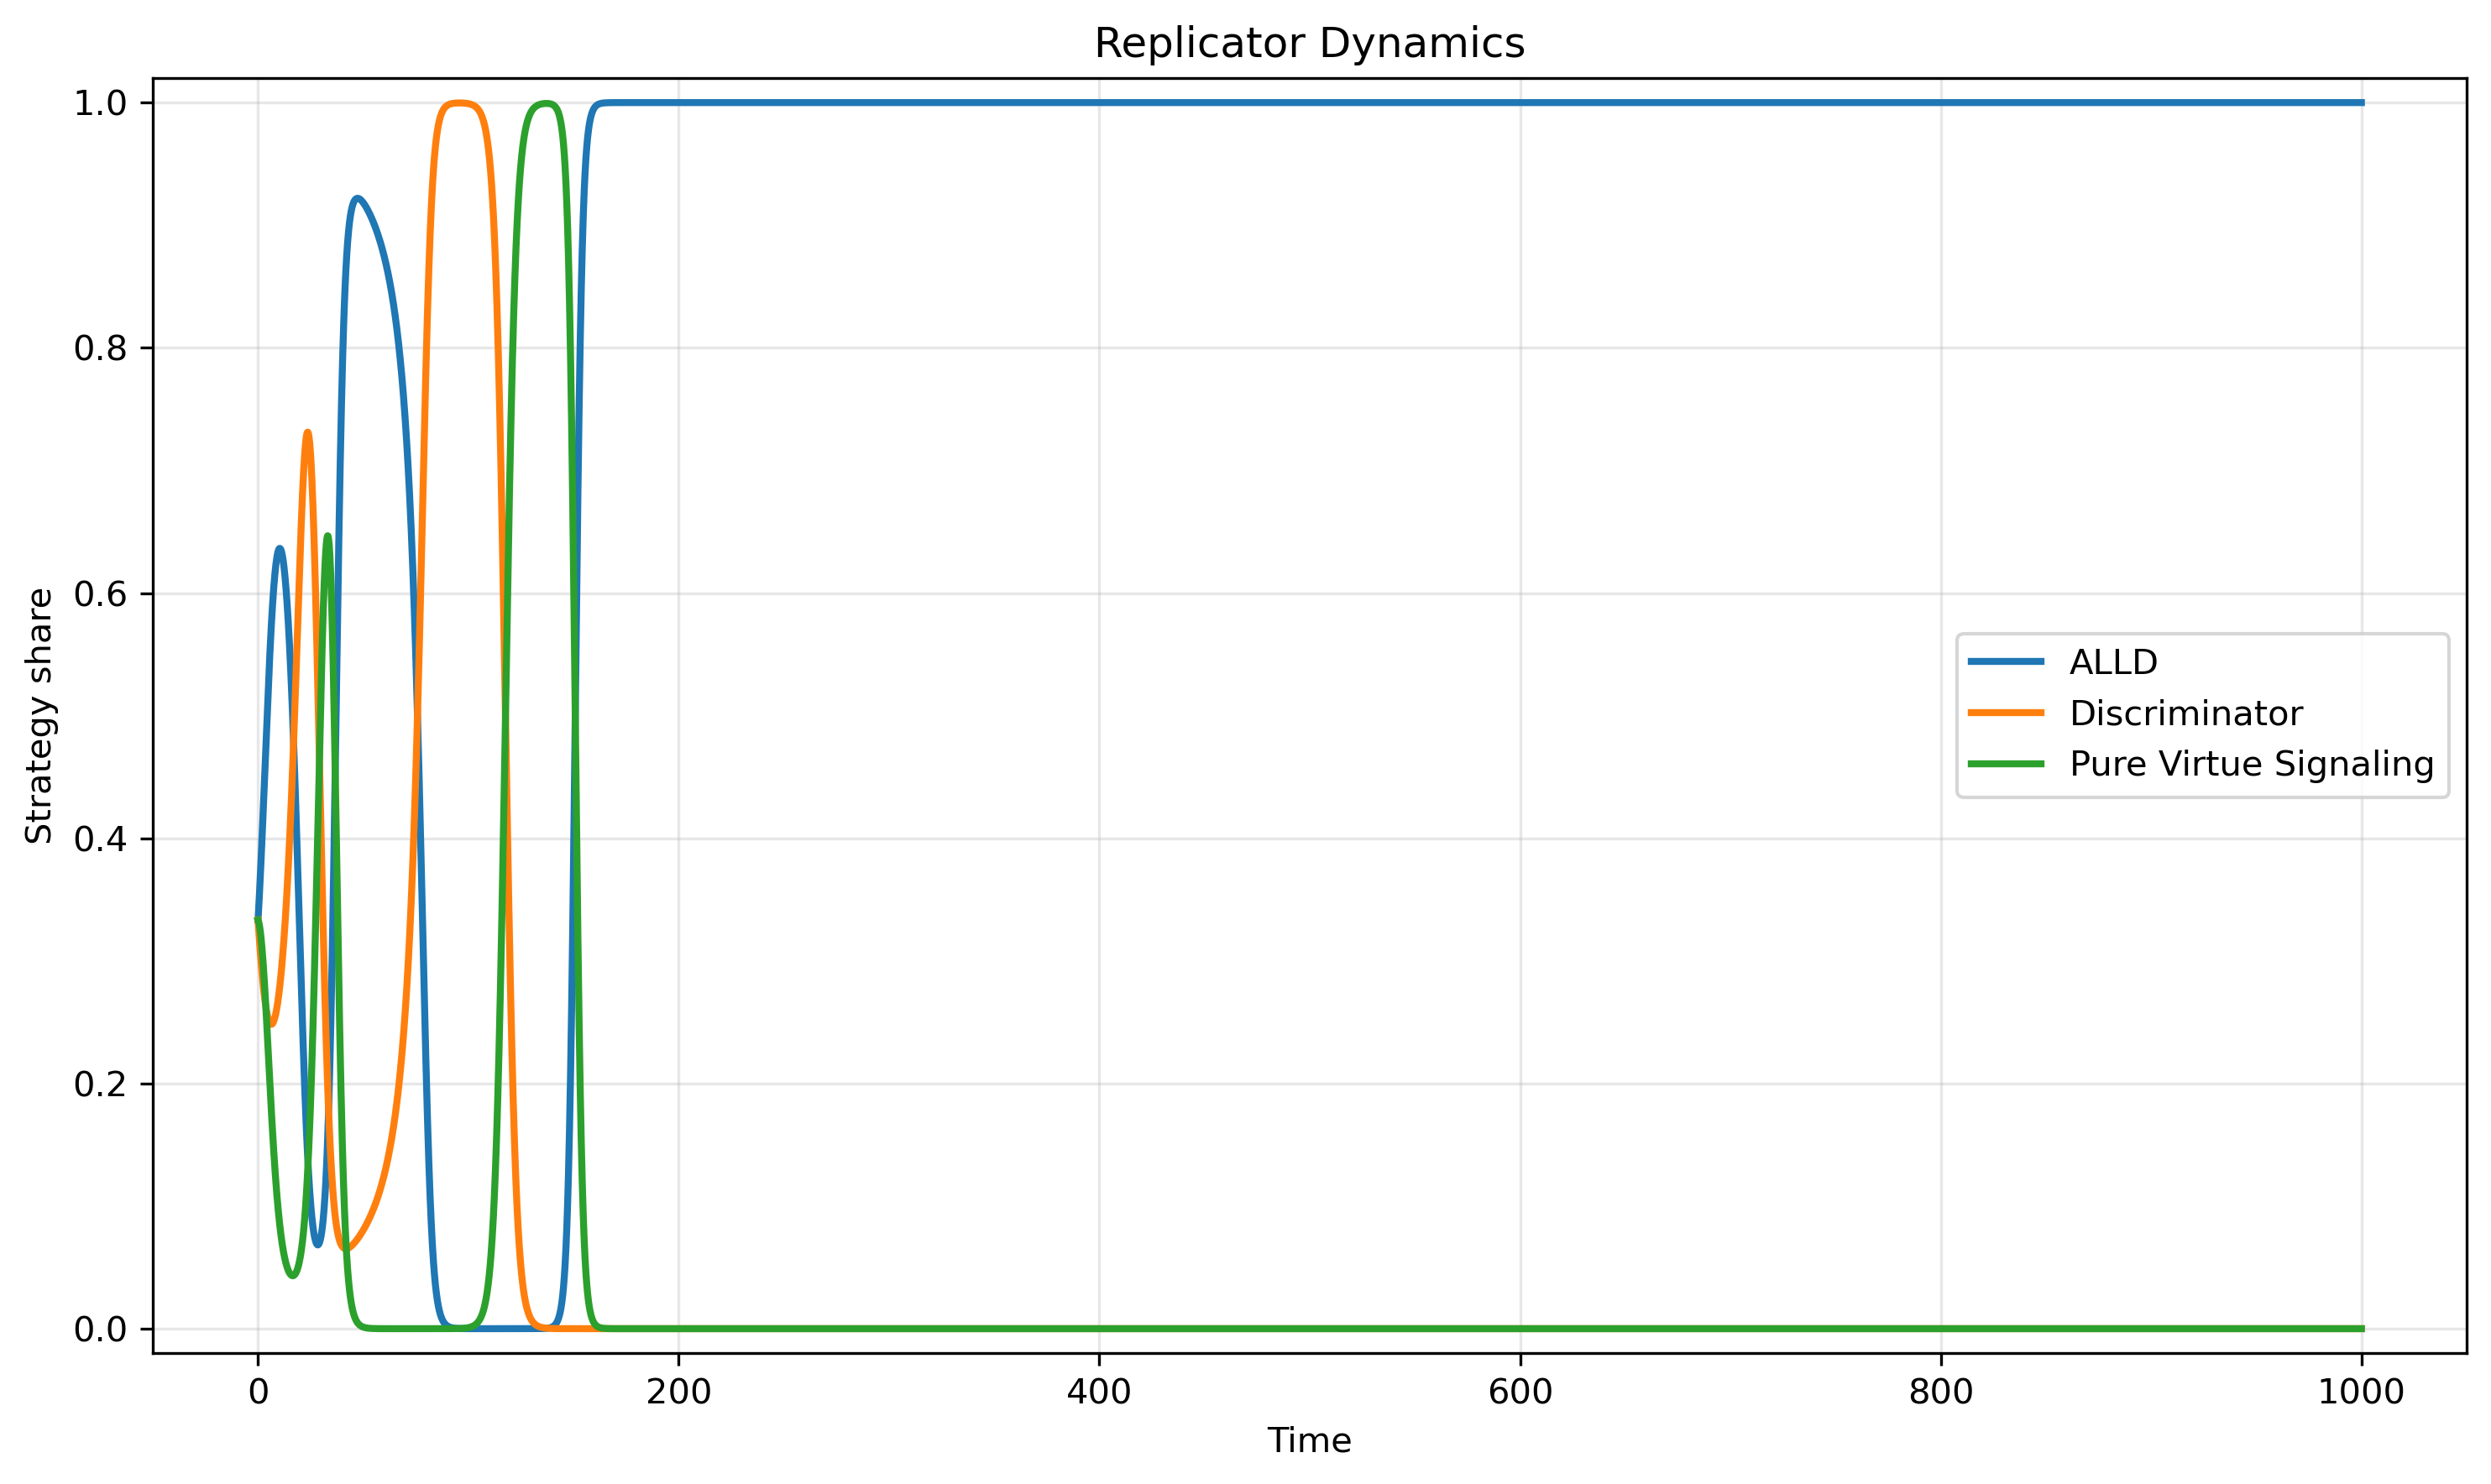 Replicator Dynamics
Strategy share
1.0
0.8
0.6
0.4
0.2
0.0
ALLD
Discriminator
Pure Virtue Signaling
0 200 400 600 800 1000
Time